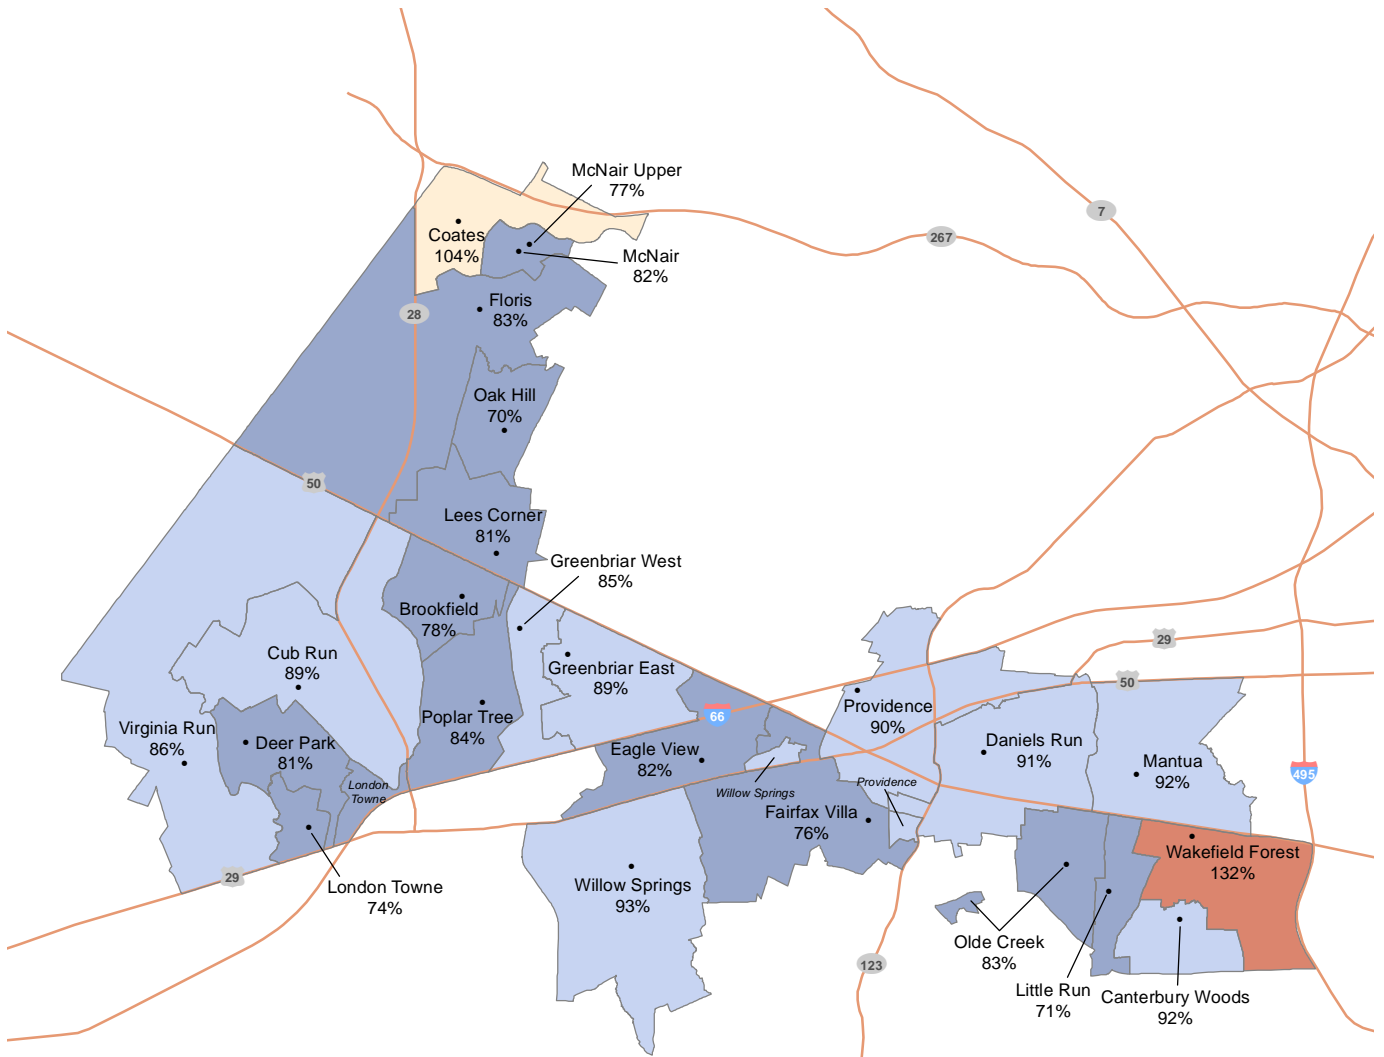 McNair Upper
77%
7
Coates
104%
267
McNair
82%
Floris
83%
28
Oak Hill
70%
50
Lees Corner
81%
Greenbriar West
85%
Brookfield
78%
29
Cub Run
89%
Greenbriar East
89%
50
Providence
90%
Poplar Tree
84%
66
Virginia Run
86%
Deer Park
81%
Eagle View
82%
Daniels Run
91%
Mantua
92%
495
London
Towne
Willow Springs
Providence
Fairfax Villa
76%
Wakefield Forest
132%
29
London Towne
74%
Willow Springs
93%
Olde Creek
83%
123
Little Run
71%
Canterbury Woods
92%